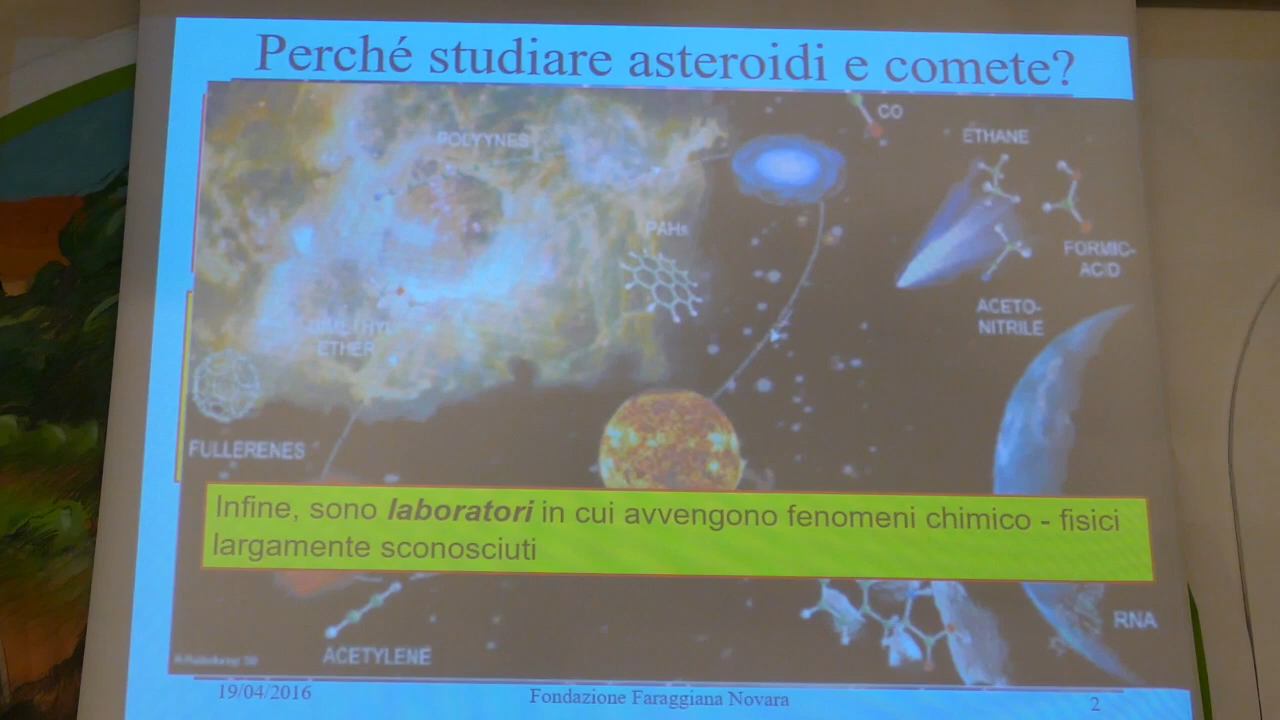 Perché studiare asteroidi e comete?
CO
POLYYNES
ETHANE
PAHs
FORMIC-
ACID
ACETO-
NITRILE
DIMETHYL
ETHER
FULLERENES
Infine, sono laboratori in cui avvengono fenomeni chimico - fisici
largamente sconosciuti
RNA
ACETYLENE
19/04/2016
Fondazione Faraggiana Novara
2